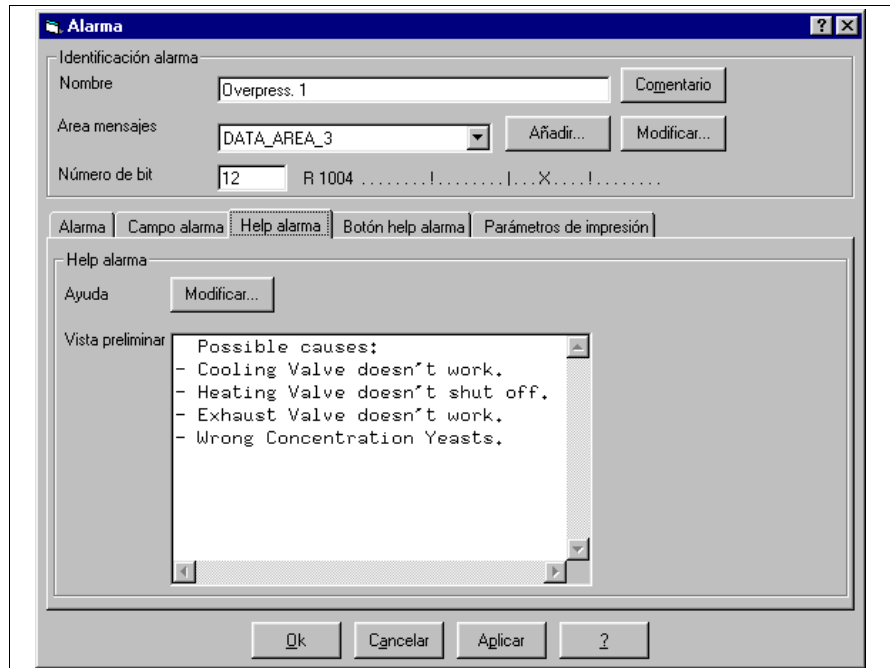 Alarma
Identificación alarma
Nombre
Overpress. 1
Comentario
Area mensajes
DATA_AREA_3
Añadir...
Modificar...
Número de bit
12
R 1004 ........!........|...X....!........
Alarma
Campo alarma
Help alarma
Botón help alarma
Parámetros de impresión
Help alarma
Ayuda
Modificar...
Vista preliminar
Possible causes:
- Cooling Valve doesn´t work.
- Heating Valve doesn´t shut off.
- Exhaust Valve doesn´t work.
- Wrong Concentration Yeasts.
Ok
Cancelar
Aplicar
?